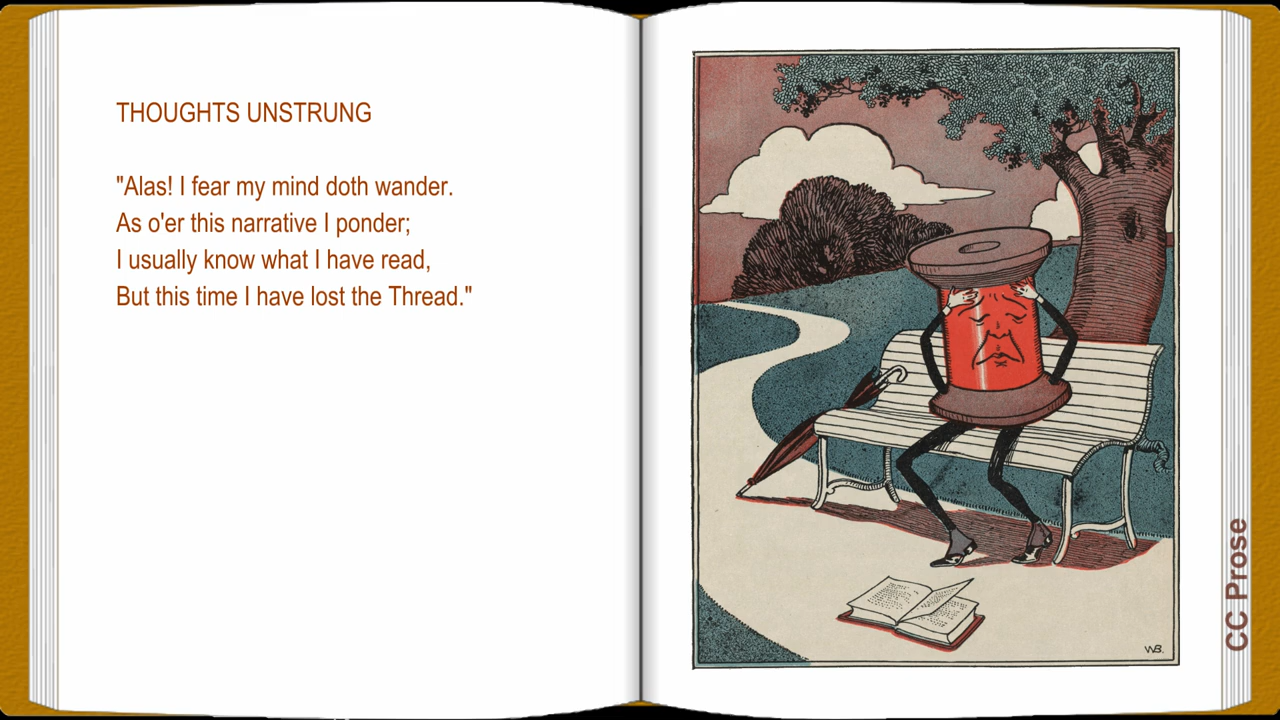 THOUGHTS UNSTRUNG
"Alas! I fear my mind doth wander.
As o'er this narrative I ponder;
I usually know what I have read,
But this time I have lost the Thread."
WB.
CC Prose